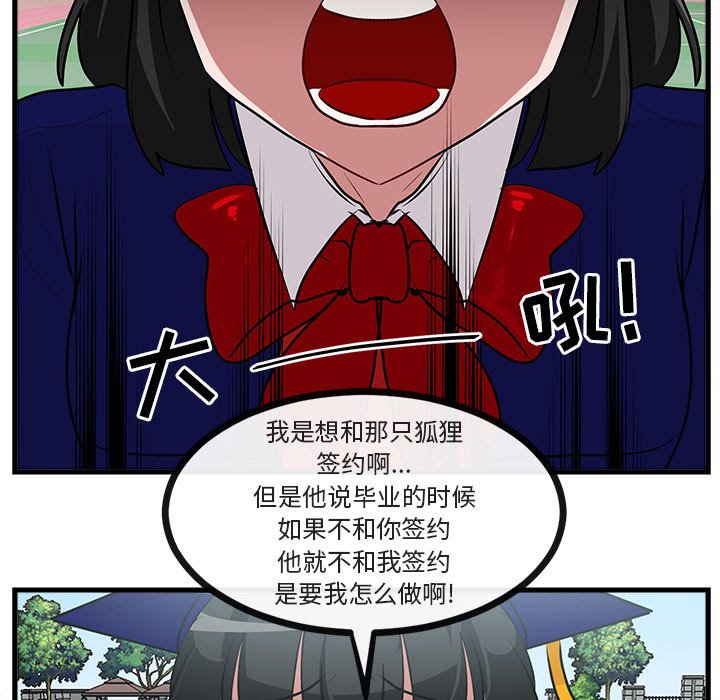 大——吼!
我是想和那只狐狸
签约啊...
但是他说毕业的时候
如果不和你签约
他就不和我签约
是要我怎么做啊!